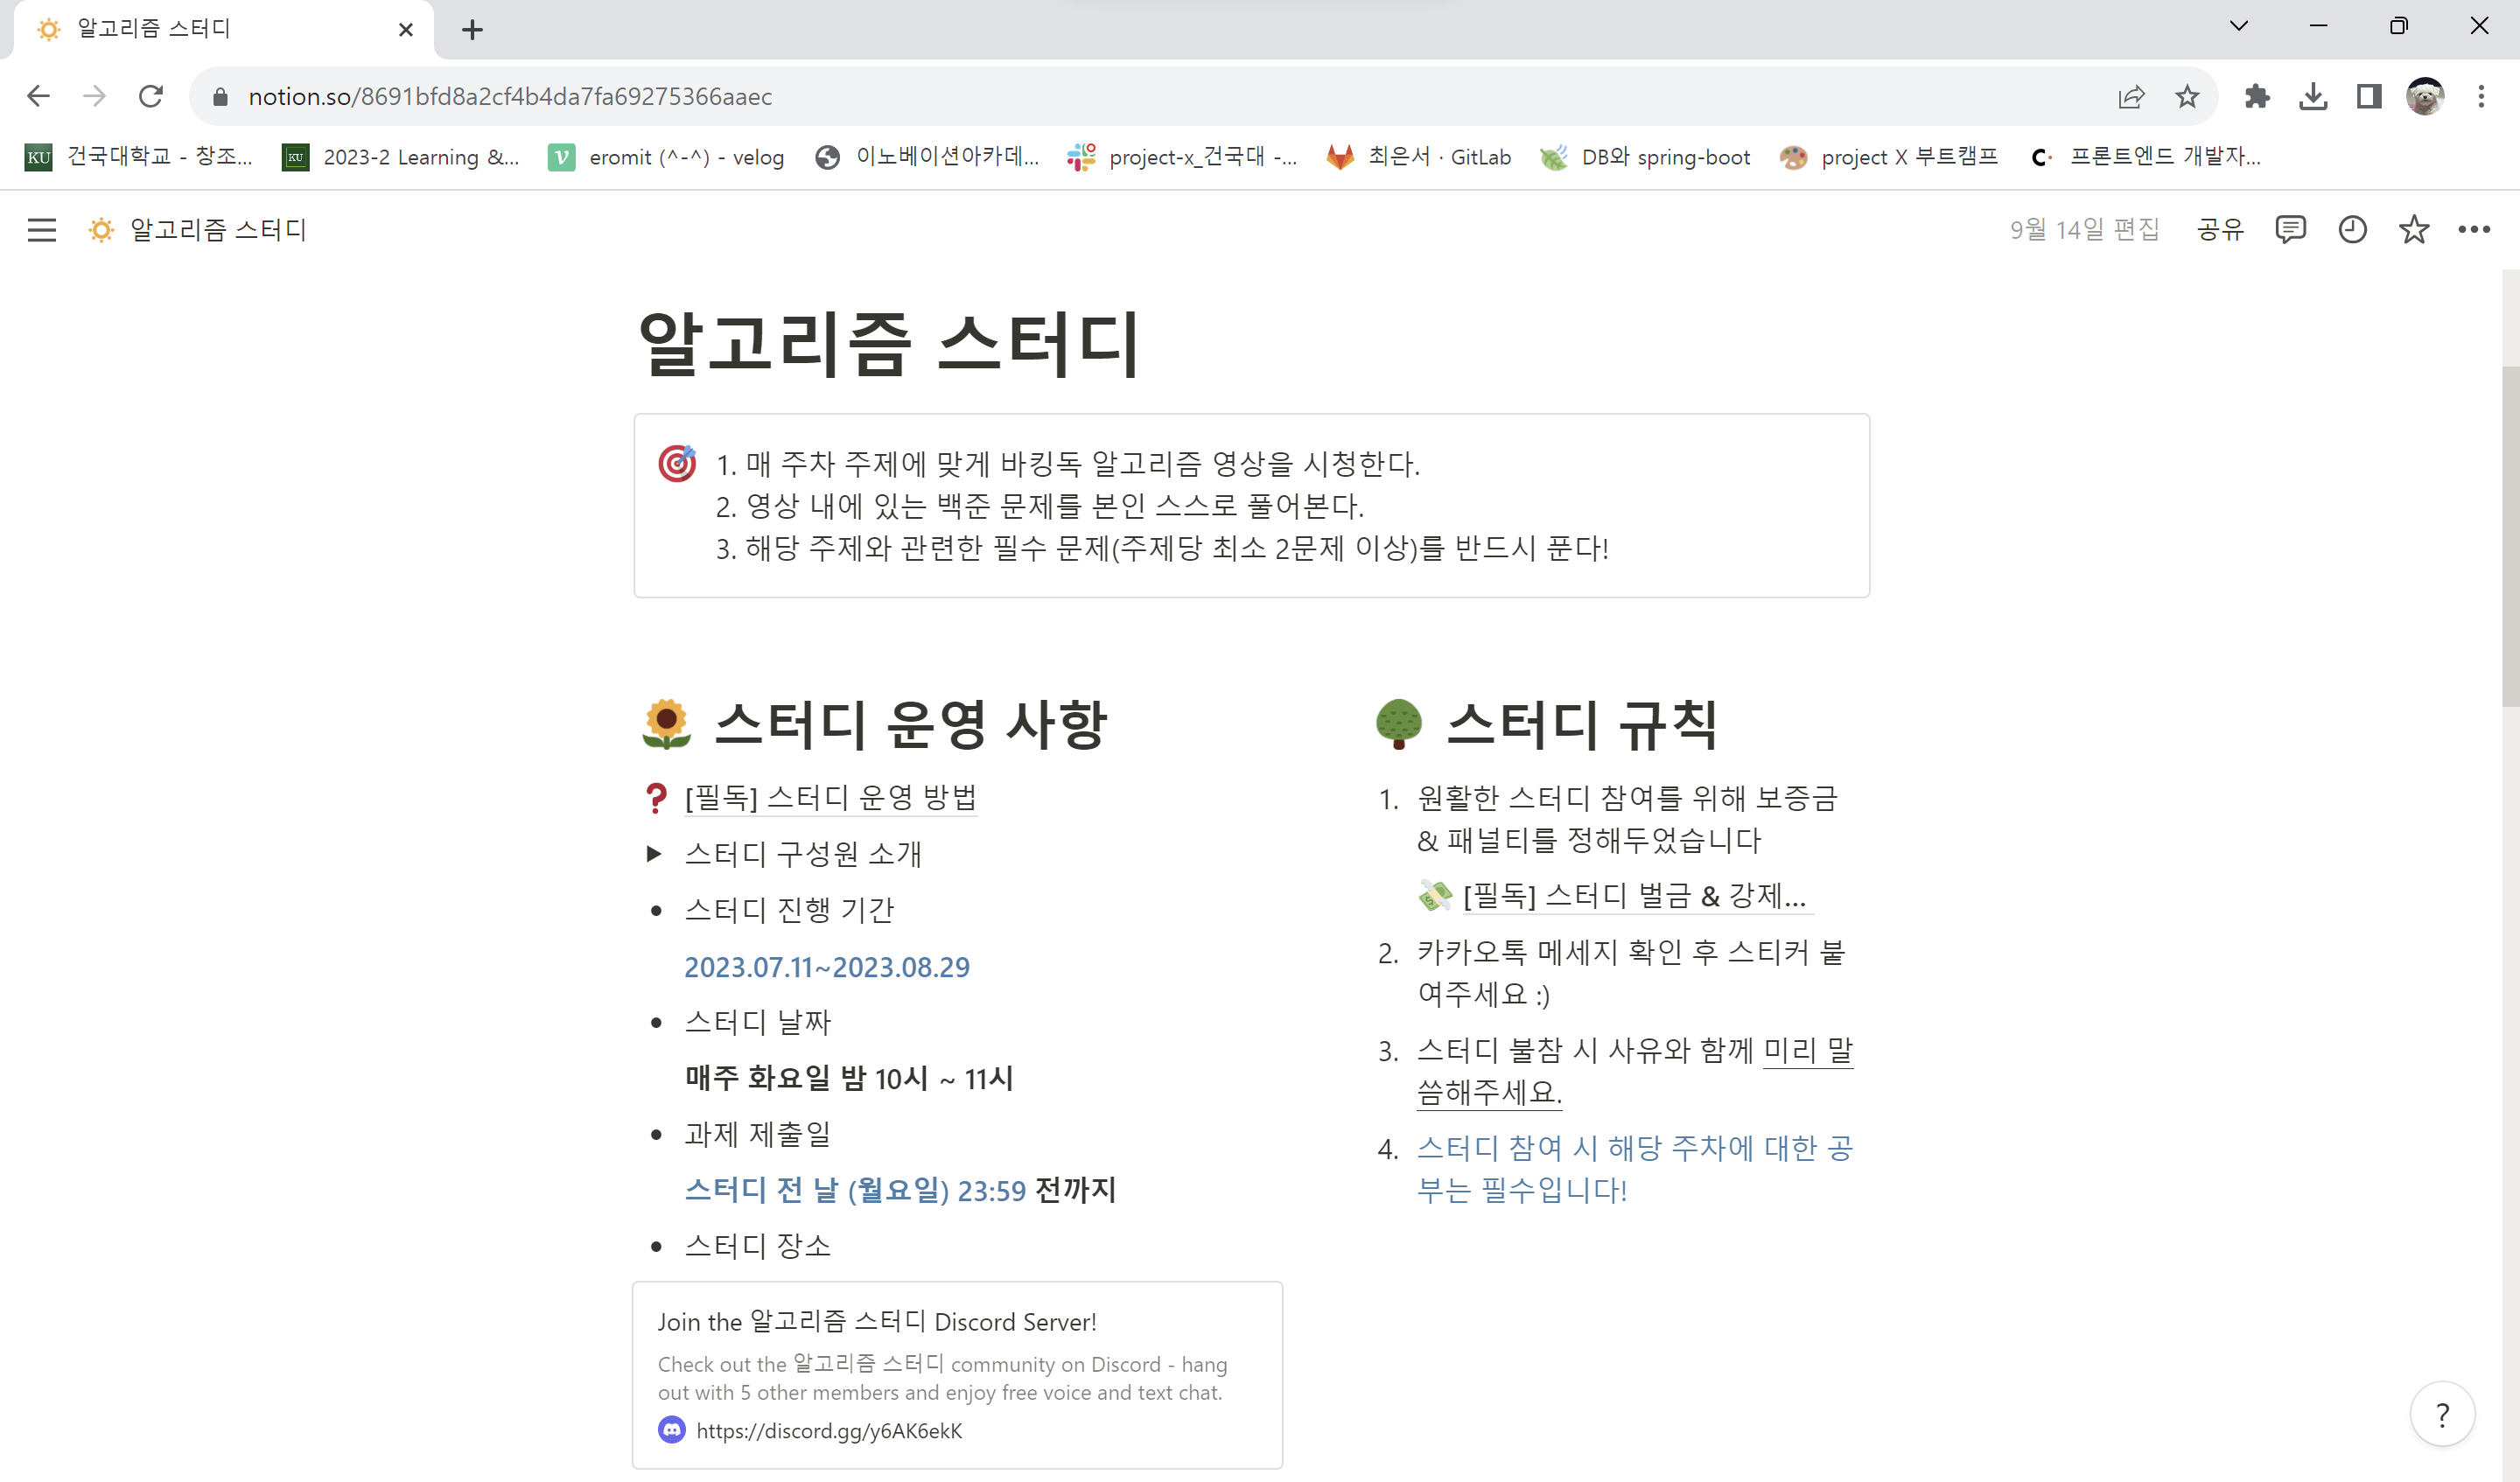 알고리즘 스터디
notion.so/8691bfd8a2cf4b4da7fa69275366aaec
KU 건국대학교 - 창조...
KU 2023-2 Learning &...
eromit (^-^) - velog
이노베이션아카데...
project-x_건국대 -...
최은서 · GitLab
DB와 spring-boot
project X 부트캠프
프론트엔드 개발자...
알고리즘 스터디
9월 14일 편집
공유
알고리즘 스터디
1. 매 주차 주제에 맞게 바킹독 알고리즘 영상을 시청한다.
2. 영상 내에 있는 백준 문제를 본인 스스로 풀어본다.
3. 해당 주제와 관련한 필수 문제(주제당 최소 2문제 이상)를 반드시 푼다!
스터디 운영 사항
[필독] 스터디 운영 방법
스터디 구성원 소개
스터디 진행 기간
2023.07.11~2023.08.29
스터디 날짜
매주 화요일 밤 10시 ~ 11시
과제 제출일
스터디 전 날 (월요일) 23:59 전까지
스터디 장소
Join the 알고리즘 스터디 Discord Server!
Check out the 알고리즘 스터디 community on Discord - hang
out with 5 other members and enjoy free voice and text chat.
https://discord.gg/y6AK6ekK
스터디 규칙
1. 원활한 스터디 참여를 위해 보증금
& 패널티를 정해두었습니다
[필독] 스터디 벌금 & 강제...
2. 카카오톡 메세지 확인 후 스티커 붙
여주세요 :)
3. 스터디 불참 시 사유와 함께 미리 말
씀해주세요.
4. 스터디 참여 시 해당 주차에 대한 공
부는 필수입니다!
?